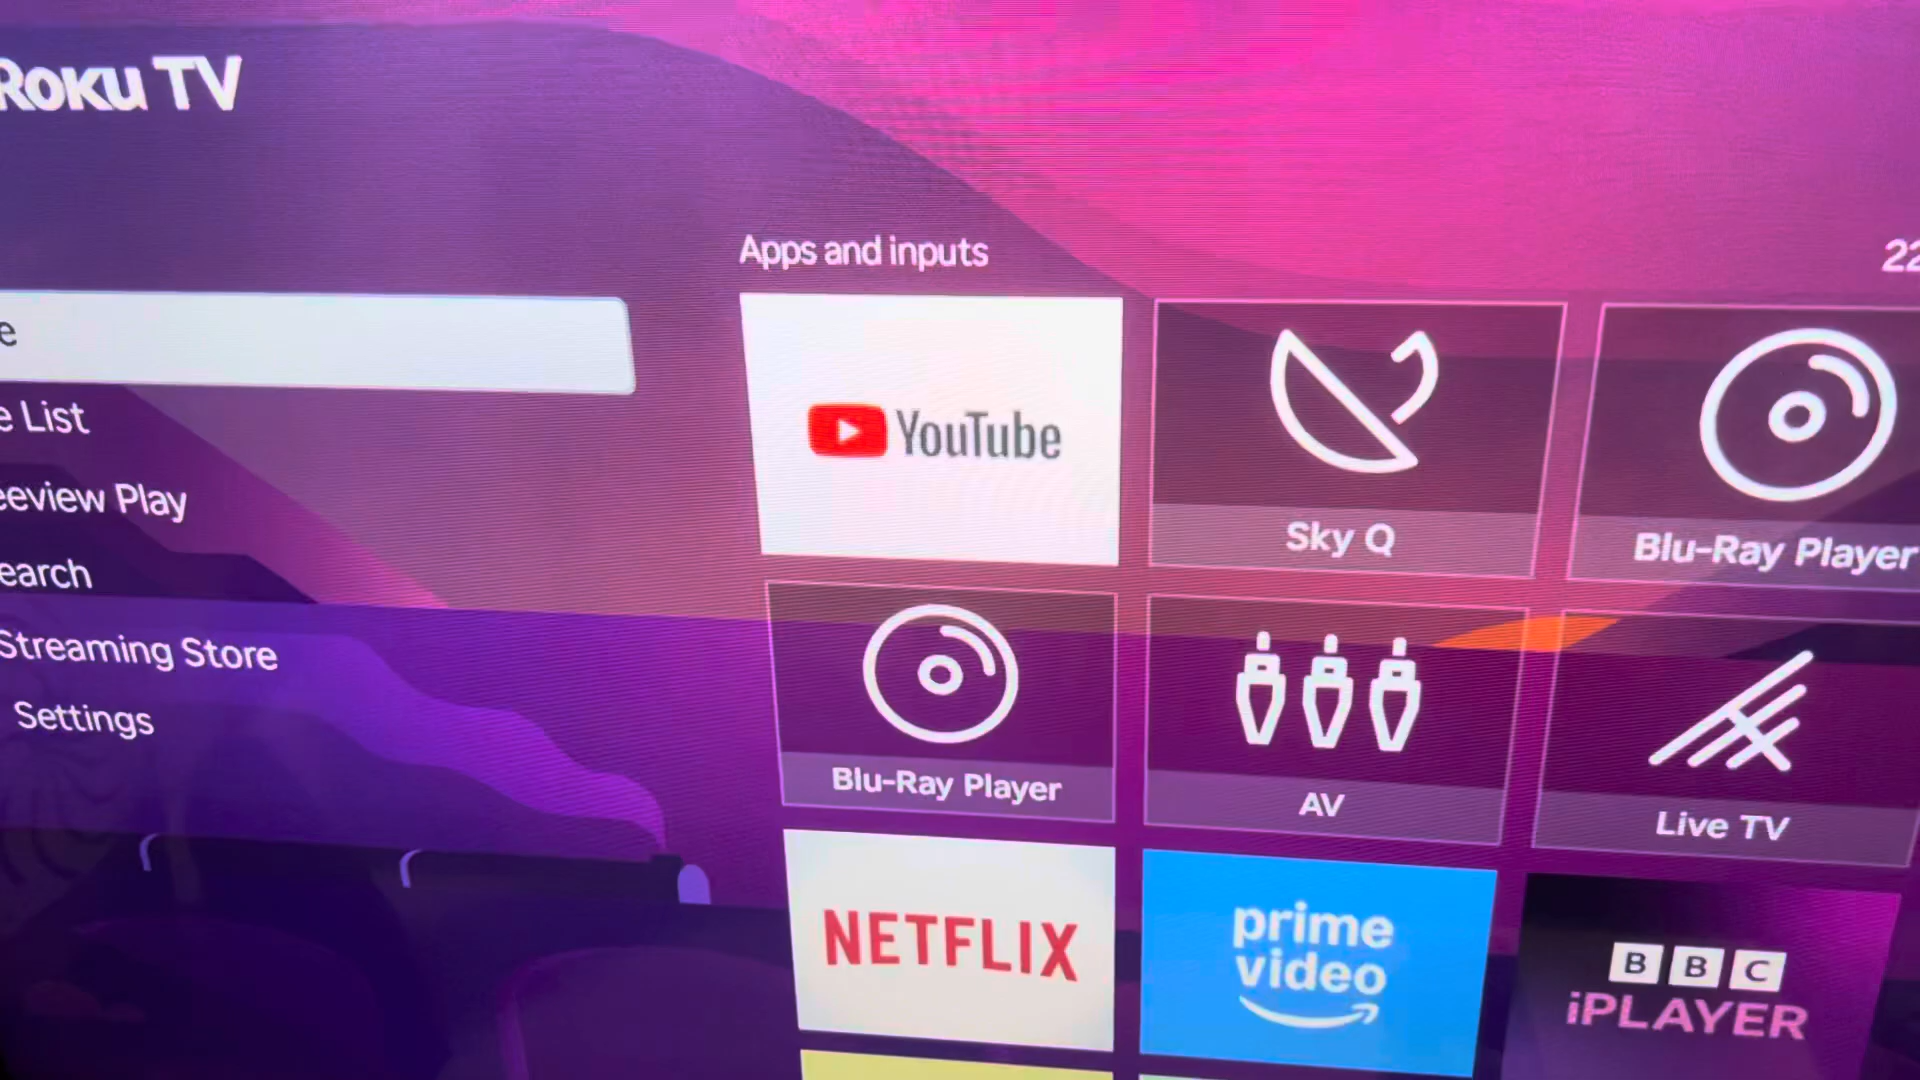 Roku TV
Apps and inputs
22
e
e List
eeview Play
earch
Streaming Store
Settings
YouTube
Sky Q
Blu-Ray Player
Blu-Ray Player
AV
Live TV
NETFLIX
prime
video
BBC
iPLAYER